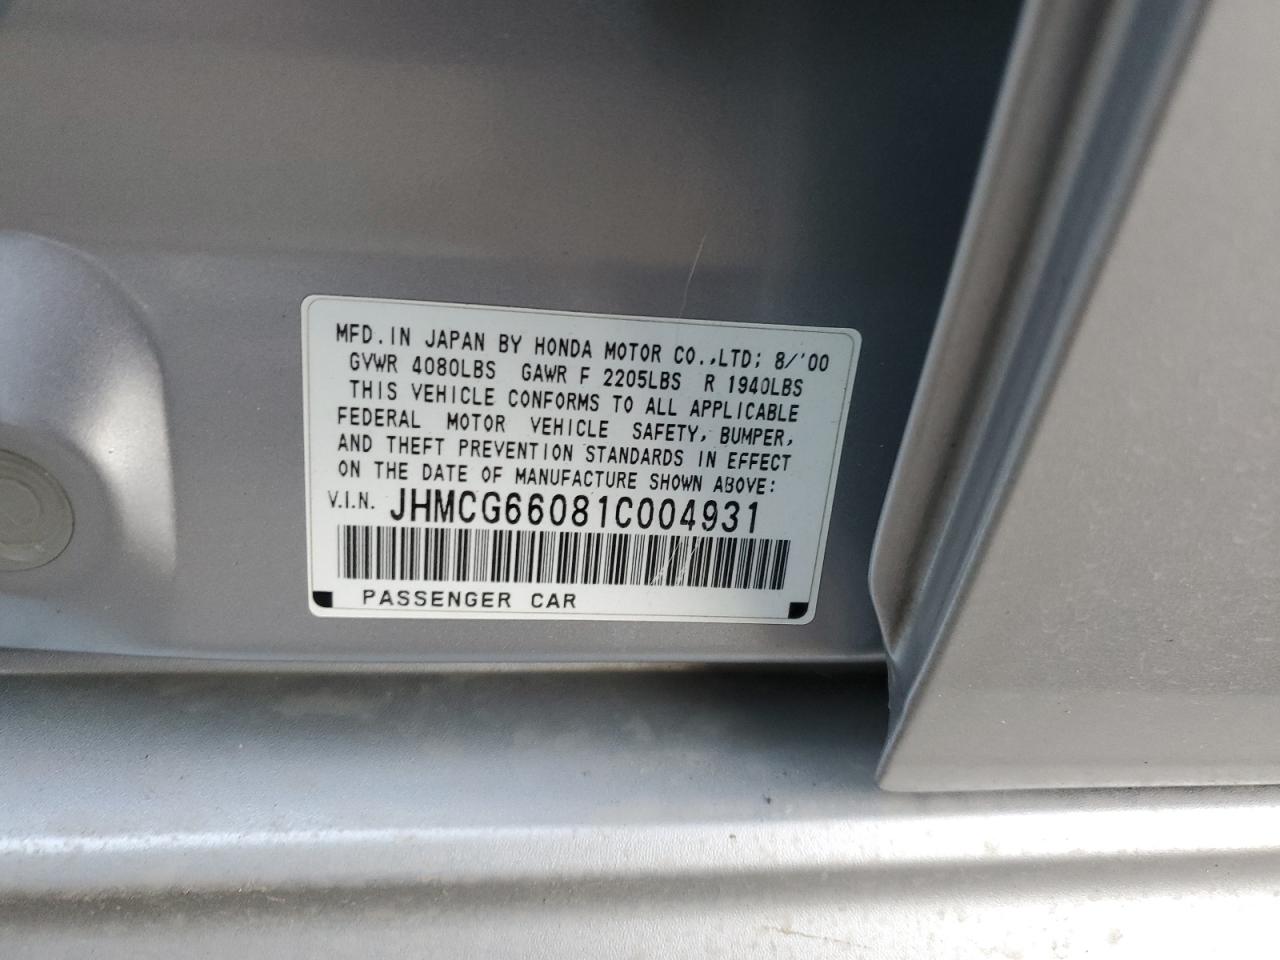 MFD. IN JAPAN BY HONDA MOTOR CO.,LTD; 8/'00
GVWR 4080LBS GAWR F 2205LBS R 1940LBS
THIS VEHICLE CONFORMS TO ALL APPLICABLE
FEDERAL MOTOR VEHICLE SAFETY, BUMPER,
AND THEFT PREVENTION STANDARDS IN EFFECT
ON THE DATE OF MANUFACTURE SHOWN ABOVE:
V.I.N. JHMCG66081C004931
PASSENGER CAR